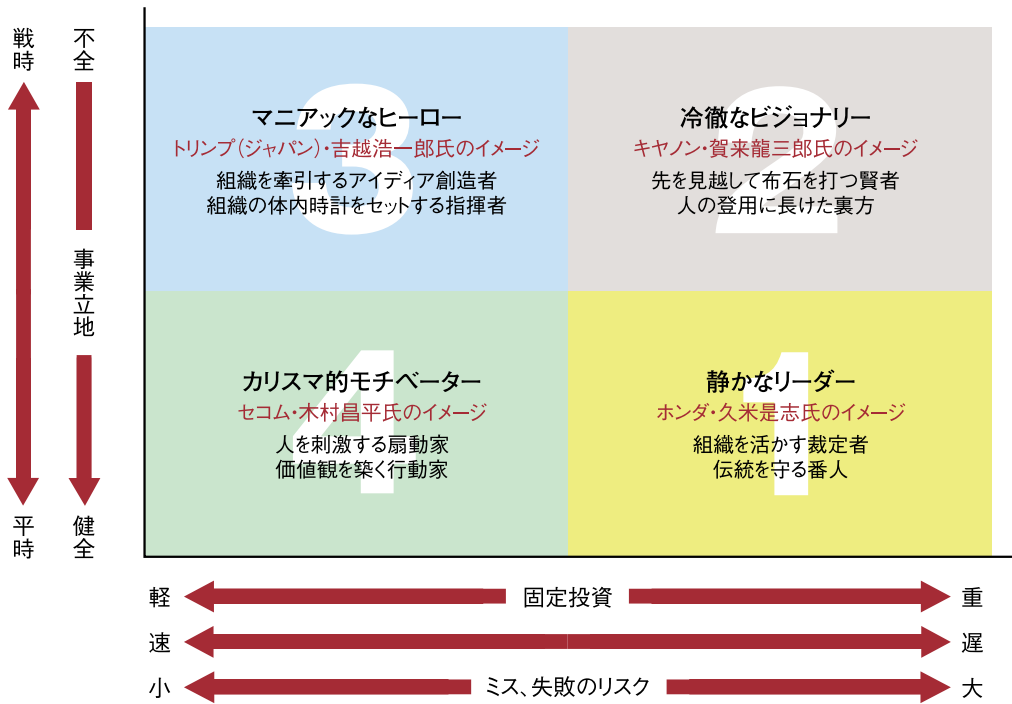 戦時
不全
事業立地
平時
健全
3
マニアックなヒーロー
トリンプ(ジャパン)・吉越浩一郎氏のイメージ
組織を牽引するアイディア創造者
組織の体内時計をセットする指揮者
2
冷徹なビジョナリー
キヤノン・賀来龍三郎氏のイメージ
先を見越して布石を打つ賢者
人の登用に長けた裏方
4
カリスマ的モチベーター
セコム・木村昌平氏のイメージ
人を刺激する扇動家
価値観を築く行動家
1
静かなリーダー
ホンダ・久米是志氏のイメージ
組織を活かす裁定者
伝統を守る番人
軽 固定投資 重
速 遅
小 ミス、失敗のリスク 大